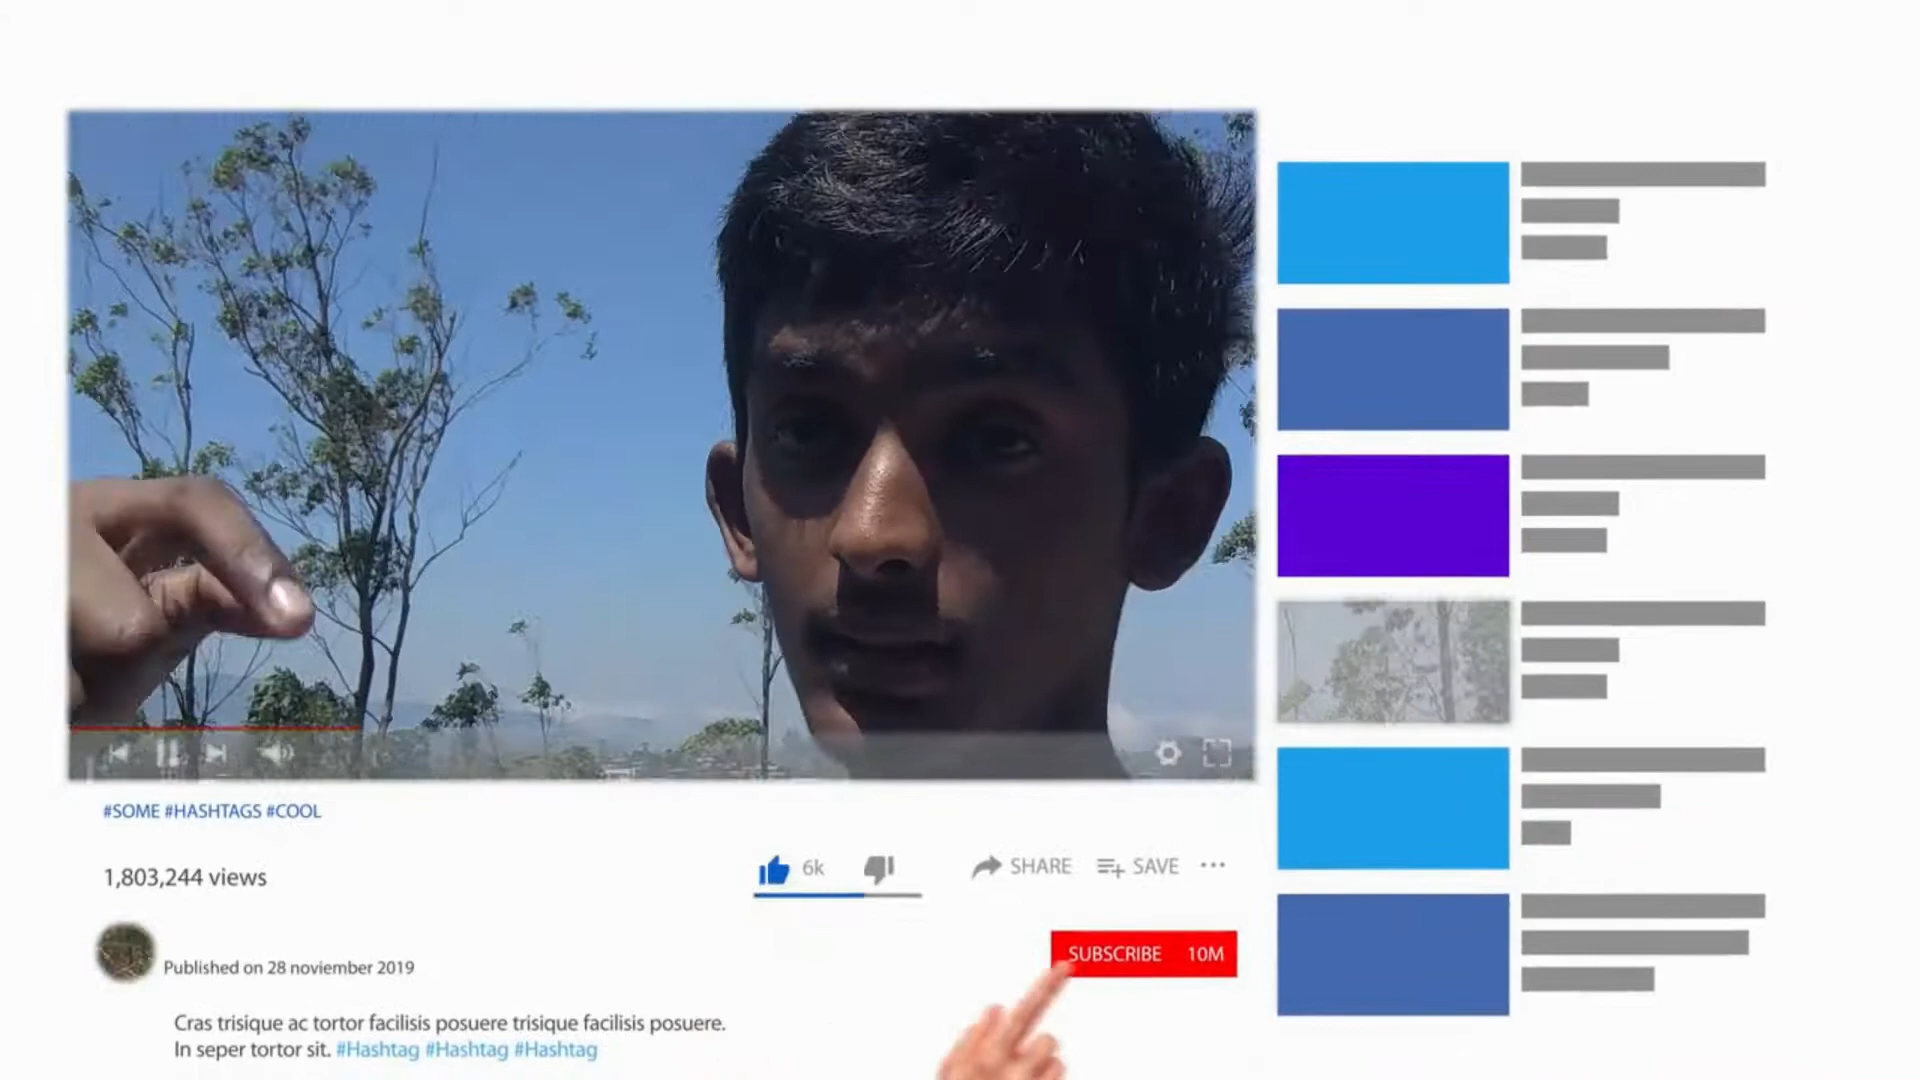 #SOME #HASHTAGS #COOL
1,803,244 views
6k
SHARE
SAVE
SUBSCRIBE 10M
Published on 28 noviember 2019
Cras trisique ac tortor facilisis posuere trisique facilisis posuere.
In seper tortor sit. #Hashtag #Hashtag #Hashtag